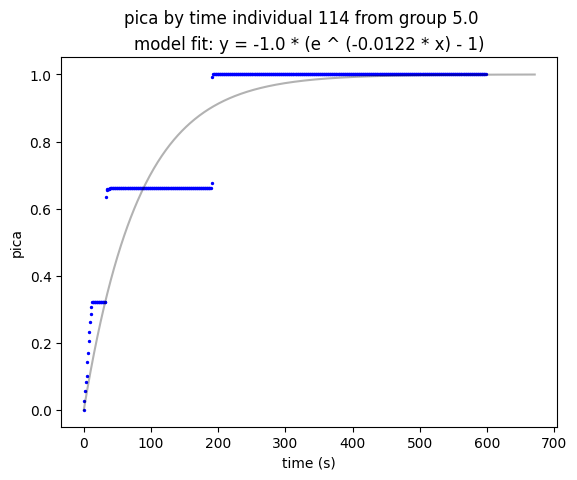 pica by time individual 114 from group 5.0
model fit: y = -1.0 * (e ^ (-0.0122 * x) - 1)
1.0
0.8
0.6
0.4
0.2
0.0
pica
0 100 200 300 400 500 600 700
time (s)